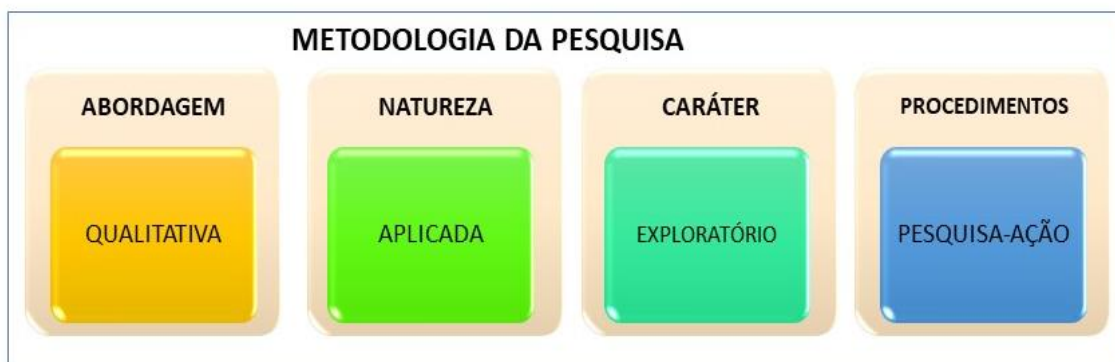 METODOLOGIA DA PESQUISA
ABORDAGEM
QUALITATIVA
NATUREZA
APLICADA
CARÁTER
EXPLORATÓRIO
PROCEDIMENTOS
PESQUISA-AÇÃO